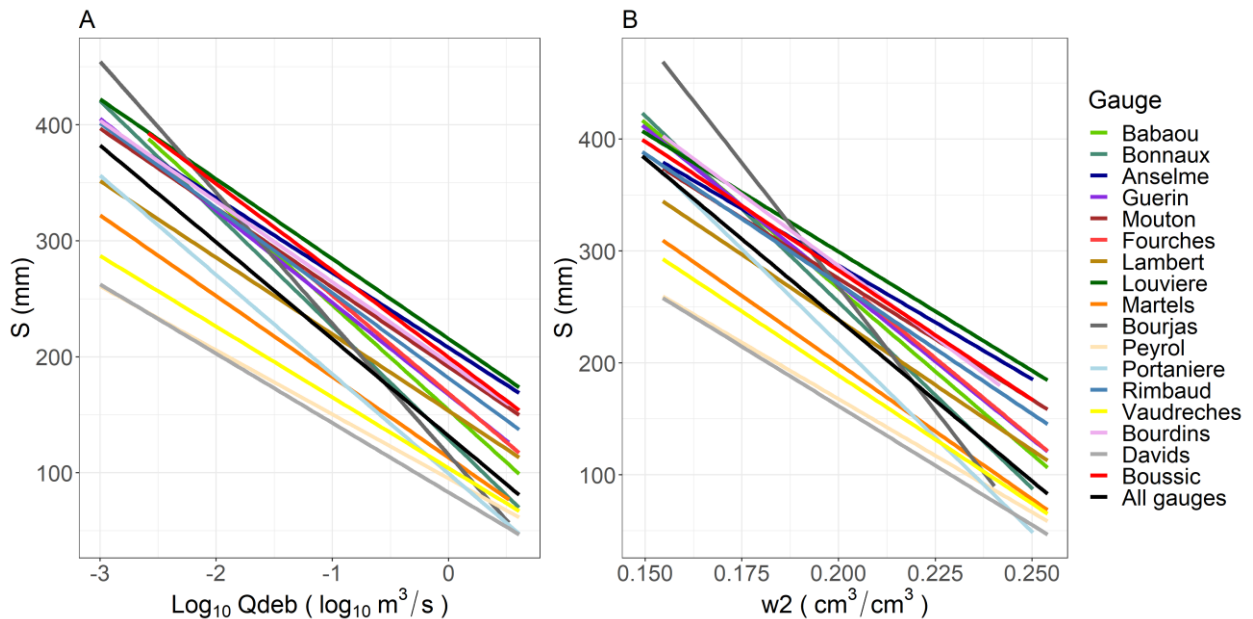 A
B
S (mm)
400
300
200
100
-3
-2
-1
0
Log₁₀ Qdeb ( log₁₀ m³/s )
S (mm)
400
300
200
100
0.150
0.175
0.200
0.225
0.250
w2 ( cm³/cm³ )
Gauge
Babaou
Bonnaux
Anselme
Guerin
Mouton
Fourches
Lambert
Louviere
Martels
Bourjas
Peyrol
Portaniere
Rimbaud
Vaudreches
Bourdins
Davids
Boussic
All gauges